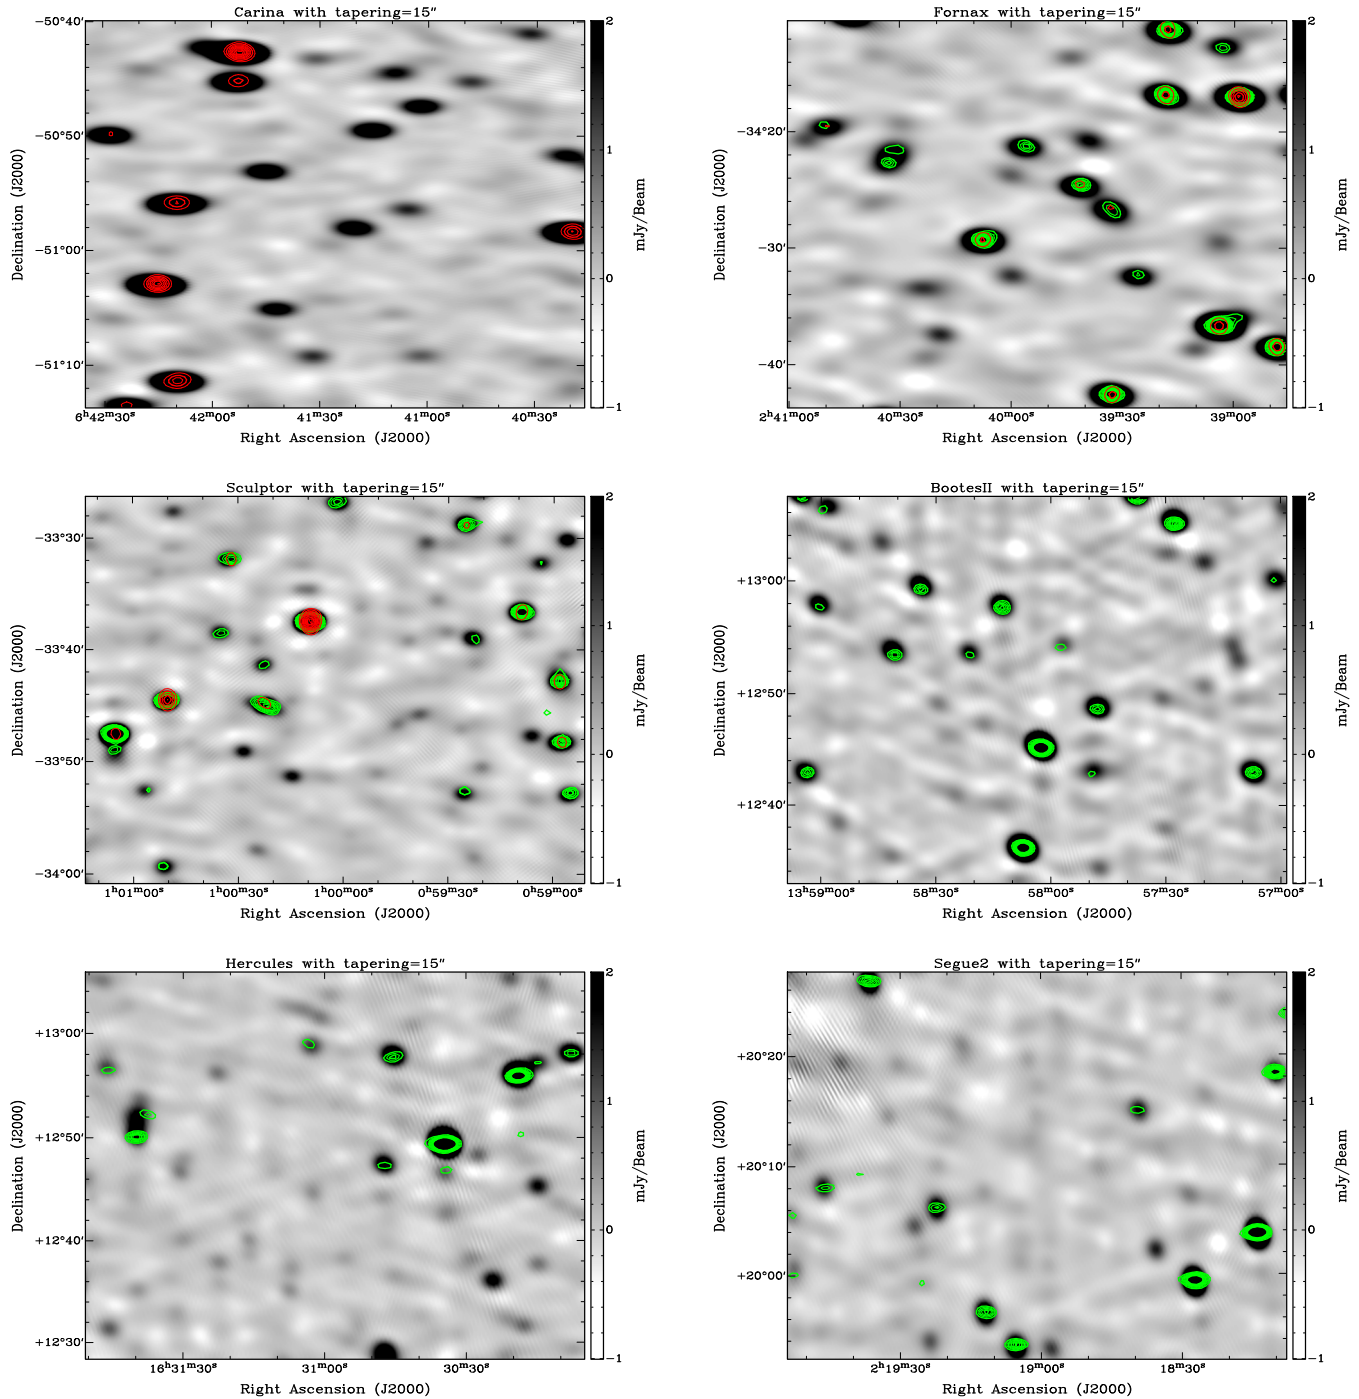 Carina with tapering=15″
−50°40′
−50°50′
−51°00′
−51°10′
6ʰ42ᵐ30ˢ 42ᵐ00ˢ 41ᵐ30ˢ 41ᵐ00ˢ 40ᵐ30ˢ
Right Ascension (J2000)
Declination (J2000)
2
1
0
−1
mJy/Beam
Fornax with tapering=15″
−34°20′
−30′
−40′
2ʰ41ᵐ00ˢ 40ᵐ30ˢ 40ᵐ00ˢ 39ᵐ30ˢ 39ᵐ00ˢ
Right Ascension (J2000)
Declination (J2000)
2
1
0
−1
mJy/Beam
Sculptor with tapering=15″
−33°30′
−33°40′
−33°50′
−34°00′
1ʰ01ᵐ00ˢ 1ʰ00ᵐ30ˢ 1ʰ00ᵐ00ˢ 0ʰ59ᵐ30ˢ 0ʰ59ᵐ00ˢ
Right Ascension (J2000)
Declination (J2000)
2
1
0
−1
mJy/Beam
BootesII with tapering=15″
+13°00′
+12°50′
+12°40′
13ʰ59ᵐ00ˢ 58ᵐ30ˢ 58ᵐ00ˢ 57ᵐ30ˢ 57ᵐ00ˢ
Right Ascension (J2000)
Declination (J2000)
2
1
0
−1
mJy/Beam
Hercules with tapering=15″
+13°00′
+12°50′
+12°40′
+12°30′
16ʰ31ᵐ30ˢ 31ᵐ00ˢ 30ᵐ30ˢ
Right Ascension (J2000)
Declination (J2000)
2
1
0
−1
mJy/Beam
Segue2 with tapering=15″
+20°20′
+20°10′
+20°00′
2ʰ19ᵐ30ˢ 19ᵐ00ˢ 18ᵐ30ˢ
Right Ascension (J2000)
Declination (J2000)
2
1
0
−1
mJy/Beam